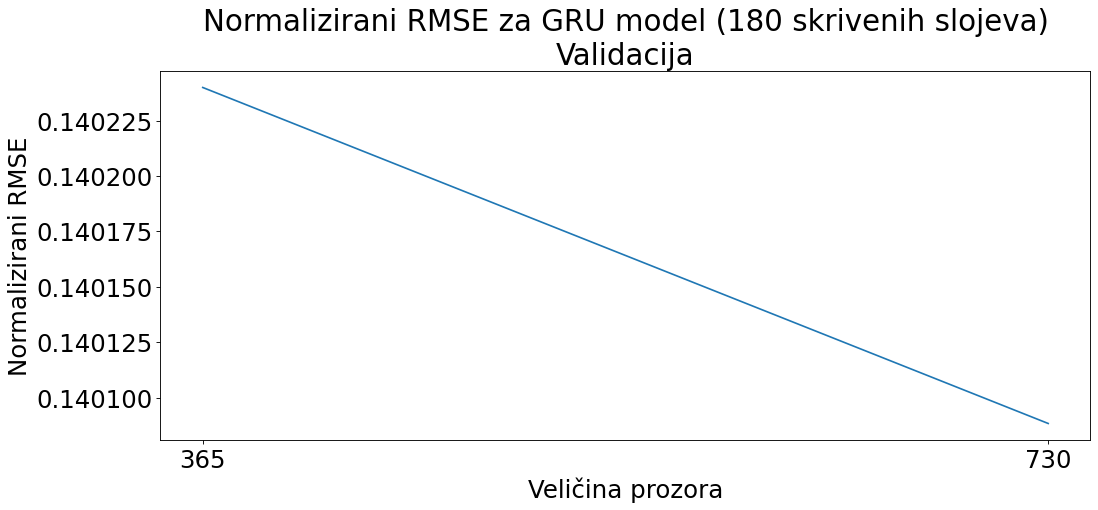 Normalizirani RMSE za GRU model (180 skrivenih slojeva)
Validacija
Normalizirani RMSE
0.140225
0.140200
0.140175
0.140150
0.140125
0.140100
365
730
Veličina prozora